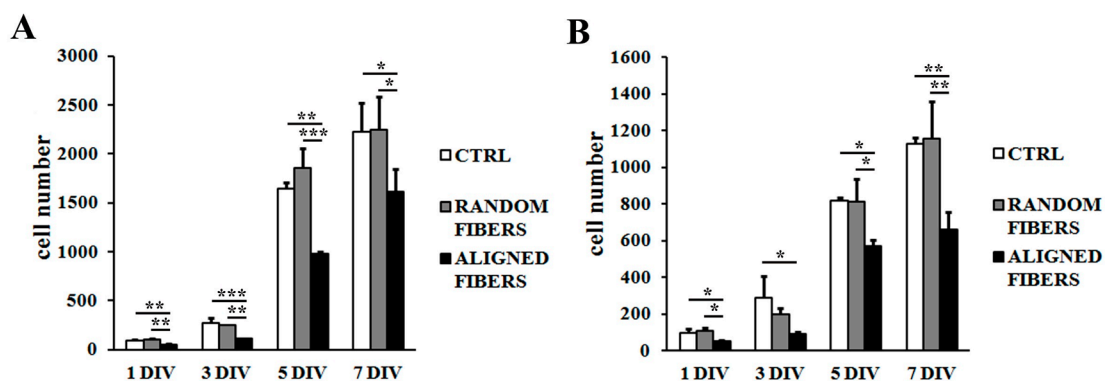 A
3000
2500
2000
1500
1000
500
0
cell number
** **
*** **
** ***
* *
1 DIV 3 DIV 5 DIV 7 DIV
CTRL
RANDOM
FIBERS
ALIGNED
FIBERS
B
1600
1400
1200
1000
800
600
400
200
0
cell number
* *
*
* *
** **
1 DIV 3 DIV 5 DIV 7 DIV
CTRL
RANDOM
FIBERS
ALIGNED
FIBERS